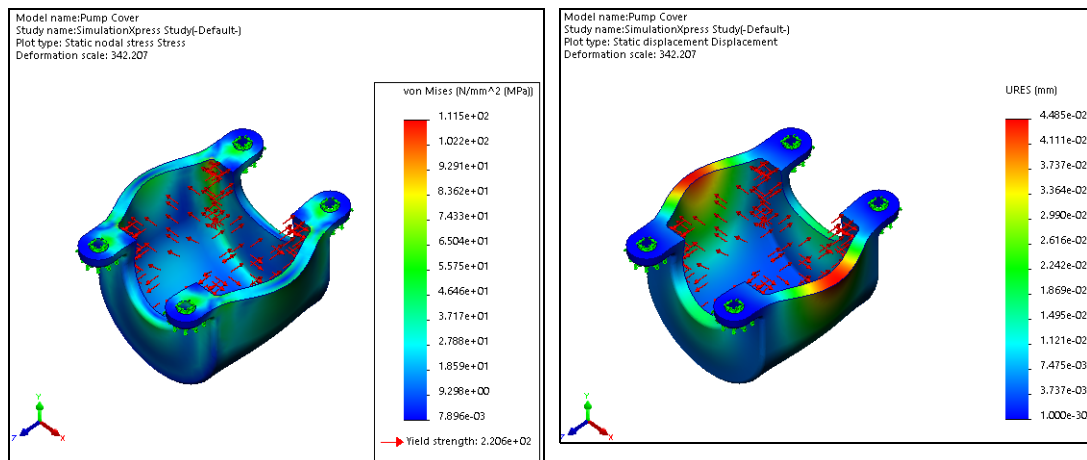 Model name:Pump Cover
Study name:SimulationXpress Study(-Default-)
Plot type: Static nodal stress Stress
Deformation scale: 342.207
von Mises (N/mm^2 (MPa))
1.115e+02
1.022e+02
9.291e+01
8.362e+01
7.433e+01
6.504e+01
5.575e+01
4.646e+01
3.717e+01
2.788e+01
1.859e+01
9.298e+00
7.896e-03
Yield strength: 2.206e+02
Y
Z
X
Model name:Pump Cover
Study name:SimulationXpress Study(-Default-)
Plot type: Static displacement Displacement
Deformation scale: 342.207
URES (mm)
4.485e-02
4.111e-02
3.737e-02
3.364e-02
2.990e-02
2.616e-02
2.242e-02
1.869e-02
1.495e-02
1.121e-02
7.475e-03
3.737e-03
1.000e-30
Y
Z
X